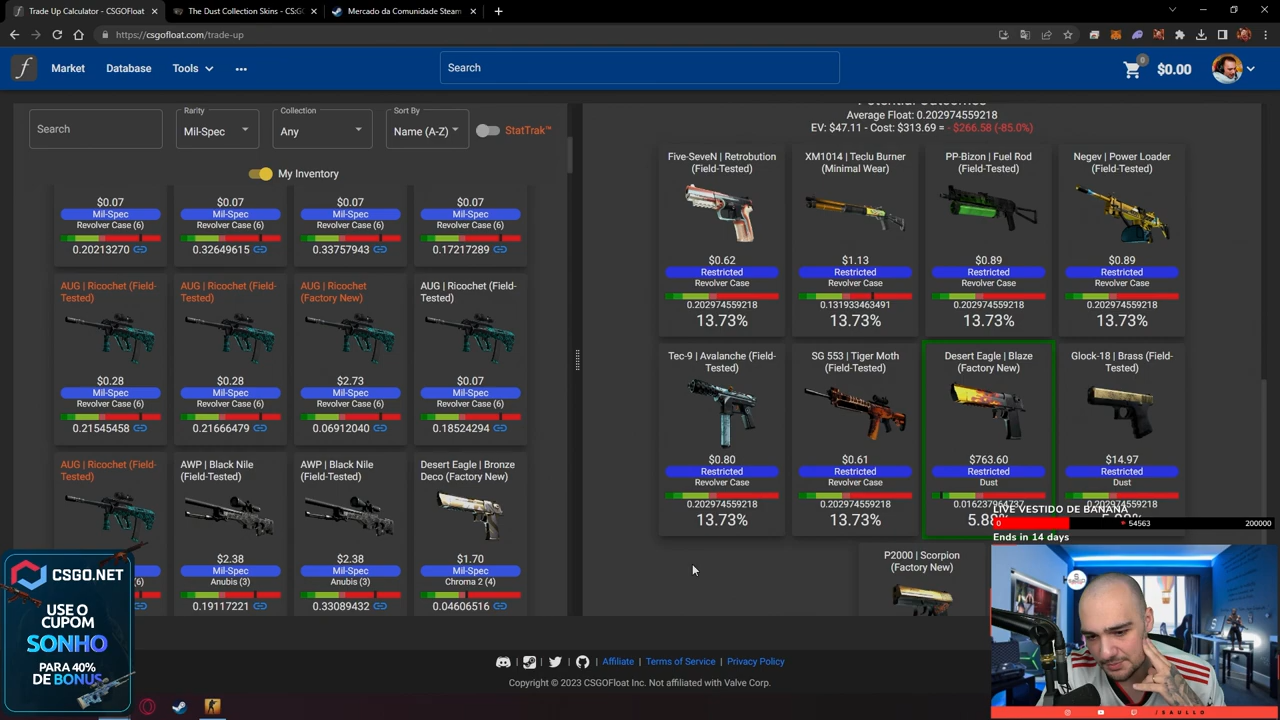 Trade Up Calculator - CSGOFloat
The Dust Collection Skins - CS:GO
Mercado da Comunidade Steam
https://csgofloat.com/trade-up
Market
Database
Tools
Search
0
$0.00
Search
Rarity
Mil-Spec
Collection
Any
Sort By
Name (A-Z)
StatTrak™
My Inventory
$0.07
Mil-Spec
Revolver Case (6)
0.20213270
$0.07
Mil-Spec
Revolver Case (6)
0.32649615
$0.07
Mil-Spec
Revolver Case (6)
0.33757943
$0.07
Mil-Spec
Revolver Case (6)
0.17217289
AUG | Ricochet (Field-
Tested)
$0.28
Mil-Spec
Revolver Case (6)
0.21545458
AUG | Ricochet (Field-
Tested)
$0.28
Mil-Spec
Revolver Case (6)
0.21666479
AUG | Ricochet
(Factory New)
$2.73
Mil-Spec
Revolver Case (6)
0.06912040
AUG | Ricochet (Field-
Tested)
$0.07
Mil-Spec
Revolver Case (6)
0.18524294
AUG | Ricochet (Field-
Tested)
(6)
AWP | Black Nile
(Field-Tested)
$2.38
Mil-Spec
Anubis (3)
0.19117221
AWP | Black Nile
(Field-Tested)
$2.38
Mil-Spec
Anubis (3)
0.33089432
Desert Eagle | Bronze
Deco (Factory New)
$1.70
Mil-Spec
Chroma 2 (4)
0.04606516
Potential Outcomes
Average Float: 0.202974559218
EV: $47.11 - Cost: $313.69 = - $266.58 (-85.0%)
Five-SeveN | Retrobution
(Field-Tested)
$0.62
Restricted
Revolver Case
0.202974559218
13.73%
XM1014 | Teclu Burner
(Minimal Wear)
$1.13
Restricted
Revolver Case
0.131933463491
13.73%
PP-Bizon | Fuel Rod
(Field-Tested)
$0.89
Restricted
Revolver Case
0.202974559218
13.73%
Negev | Power Loader
(Field-Tested)
$0.89
Restricted
Revolver Case
0.202974559218
13.73%
Tec-9 | Avalanche (Field-
Tested)
$0.80
Restricted
Revolver Case
0.202974559218
13.73%
SG 553 | Tiger Moth
(Field-Tested)
$0.61
Restricted
Revolver Case
0.202974559218
13.73%
Desert Eagle | Blaze
(Factory New)
$763.60
Restricted
Dust
0.016237964737
5.88%
Glock-18 | Brass (Field-
Tested)
$14.97
Restricted
Dust
0.202974559218
P2000 | Scorpion
(Factory New)
LIVE VESTIDO DE BANANA
0
54563
200000
Ends in 14 days
CSGO.NET
USE O
CUPOM
SONHO
PARA 40%
DE BONUS
Affiliate | Terms of Service | Privacy Policy
Copyright © 2023 CSGOFloat Inc. Not affiliated with Valve Corp.
/SAULLO